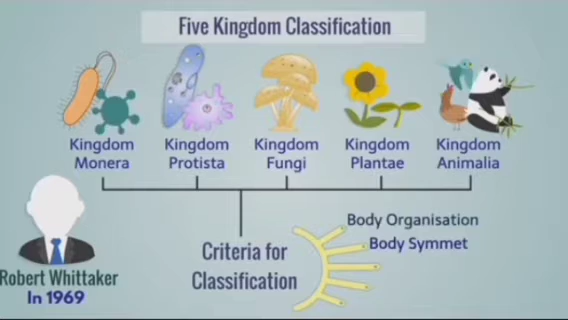 Five Kingdom Classification
Kingdom Monera
Kingdom Protista
Kingdom Fungi
Kingdom Plantae
Kingdom Animalia
Robert Whittaker
In 1969
Criteria for
Classification
Body Organisation
Body Symmet